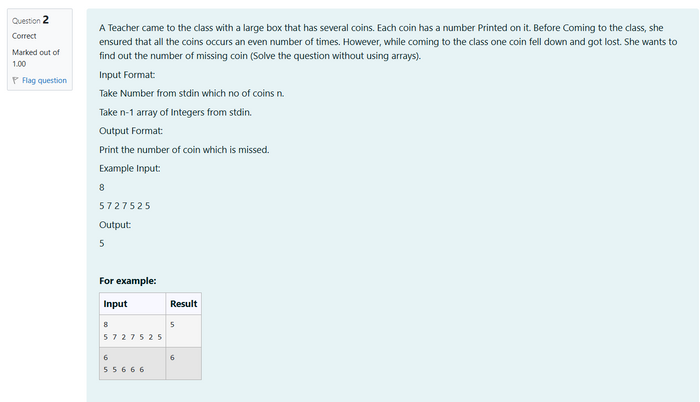 Question 2
Correct
Marked out of
1.00
Flag question
A Teacher came to the class with a large box that has several coins. Each coin has a number Printed on it. Before Coming to the class, she
ensured that all the coins occurs an even number of times. However, while coming to the class one coin fell down and got lost. She wants to
find out the number of missing coin (Solve the question without using arrays).
Input Format:
Take Number from stdin which no of coins n.
Take n-1 array of Integers from stdin.
Output Format:
Print the number of coin which is missed.
Example Input:
8
5 7 2 7 5 2 5
Output:
5
For example:
Input Result
8 5
5 7 2 7 5 2 5
6 6
5 5 6 6 6